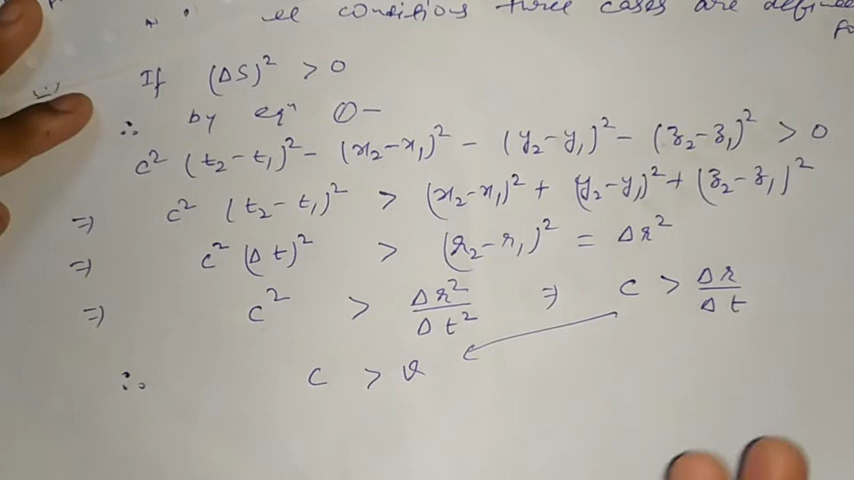 conditions three cases are define
(i) If (ΔS)² > 0
∴ by eqⁿ ① –
c² (t₂ – t₁)² – (x₂ – x₁)² – (y₂ – y₁)² – (z₂ – z₁)² > 0
⇒ c² (t₂ – t₁)² > (x₂ – x₁)² + (y₂ – y₁)² + (z₂ – z₁)²
⇒ c² (Δt)² > (r₂ – r₁)² = Δr²
⇒ c² > Δr²/Δt² ⇒ c > Δr/Δt
∴ c > v